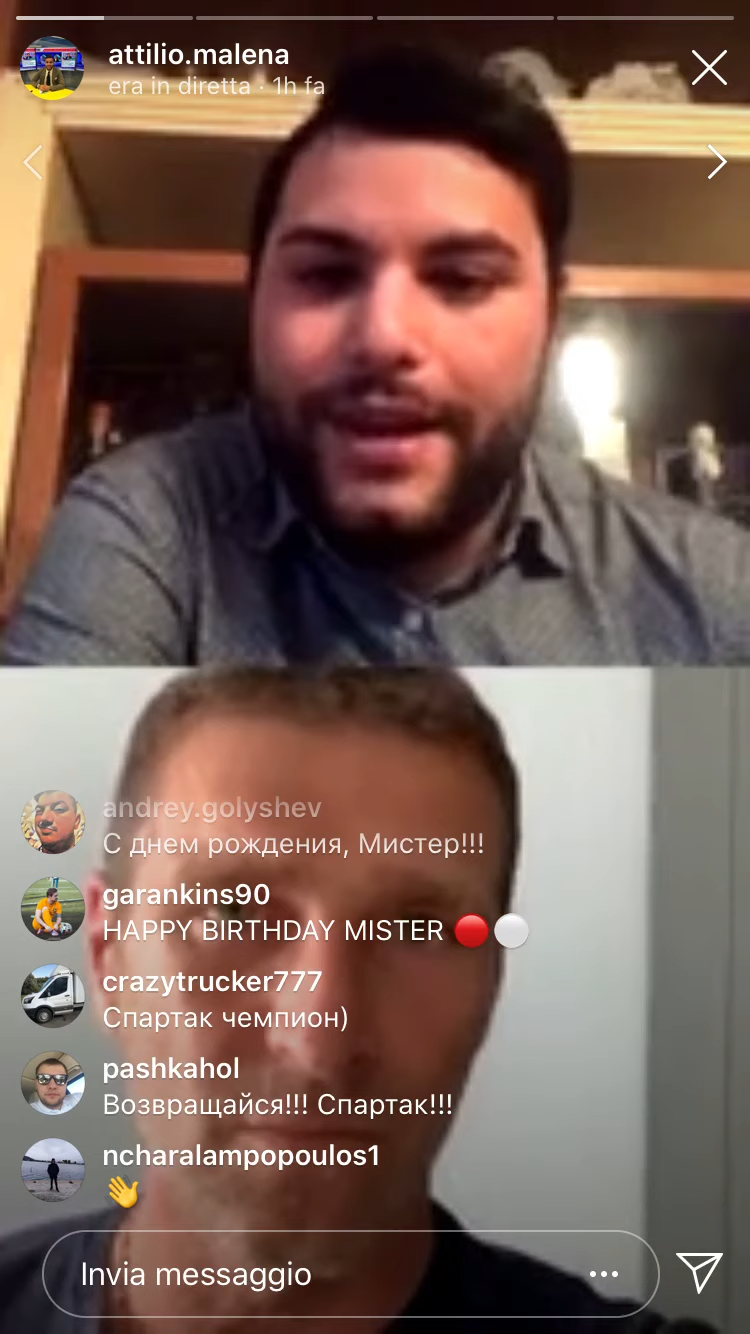 attilio.malena
era in diretta · 1h fa
andrey.golyshev
С днем рождения, Мистер!!!
garankins90
HAPPY BIRTHDAY MISTER 🔴⚪
crazytrucker777
Спартак чемпион)
pashkahol
Возвращайся!!! Спартак!!!
ncharalampopoulos1
👋
Invia messaggio